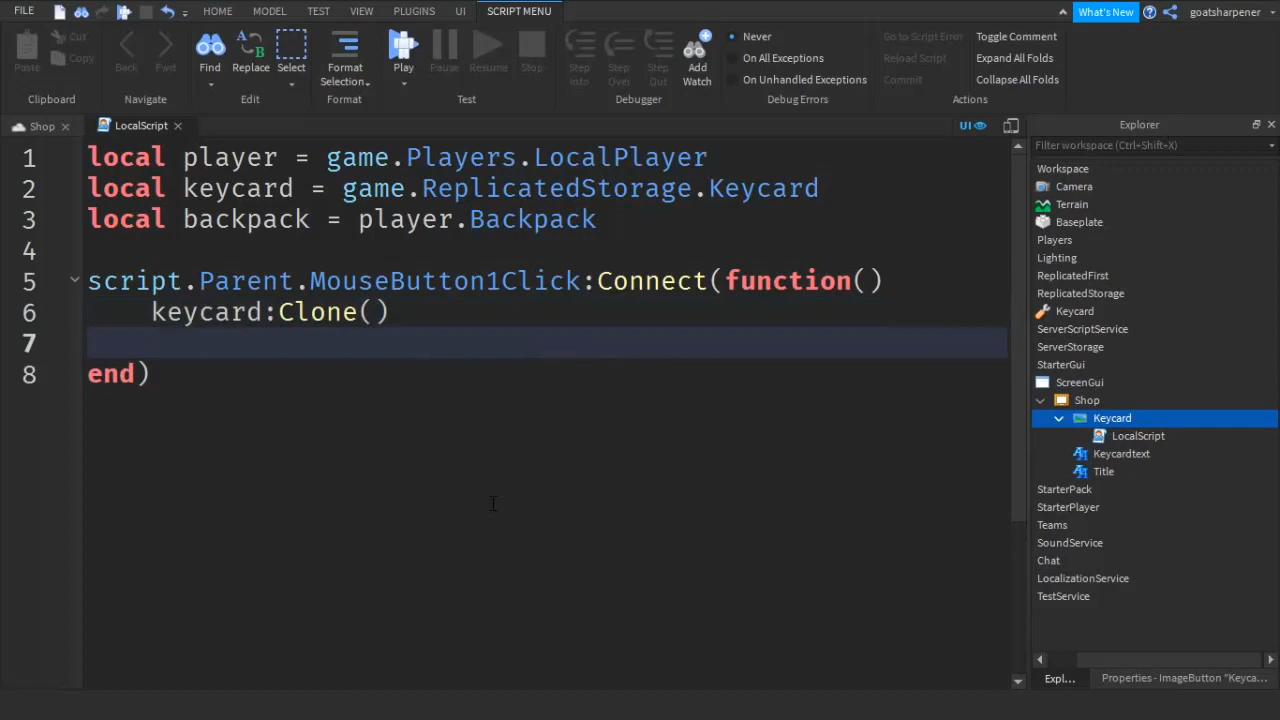 FILE HOME MODEL TEST VIEW PLUGINS UI SCRIPT MENU What's New goatsharpener
Paste Cut Copy Back Fwd Find Replace Select Format Selection Play Pause Resume Stop Step Into Step Over Step Out Add Watch
Never
On All Exceptions
On Unhandled Exceptions
Go to Script Error
Reload Script
Commit
Toggle Comment
Expand All Folds
Collapse All Folds
Clipboard Navigate Edit Format Test Debugger Debug Errors Actions
Shop LocalScript UI
1 local player = game.Players.LocalPlayer
2 local keycard = game.ReplicatedStorage.Keycard
3 local backpack = player.Backpack
4
5 script.Parent.MouseButton1Click:Connect(function()
6 keycard:Clone()
7
8 end)
Explorer
Filter workspace (Ctrl+Shift+X)
Workspace
Camera
Terrain
Baseplate
Players
Lighting
ReplicatedFirst
ReplicatedStorage
Keycard
ServerScriptService
ServerStorage
StarterGui
ScreenGui
Shop
Keycard
LocalScript
Keycardtext
Title
StarterPack
StarterPlayer
Teams
SoundService
Chat
LocalizationService
TestService
Expl... Properties - ImageButton "Keyca...